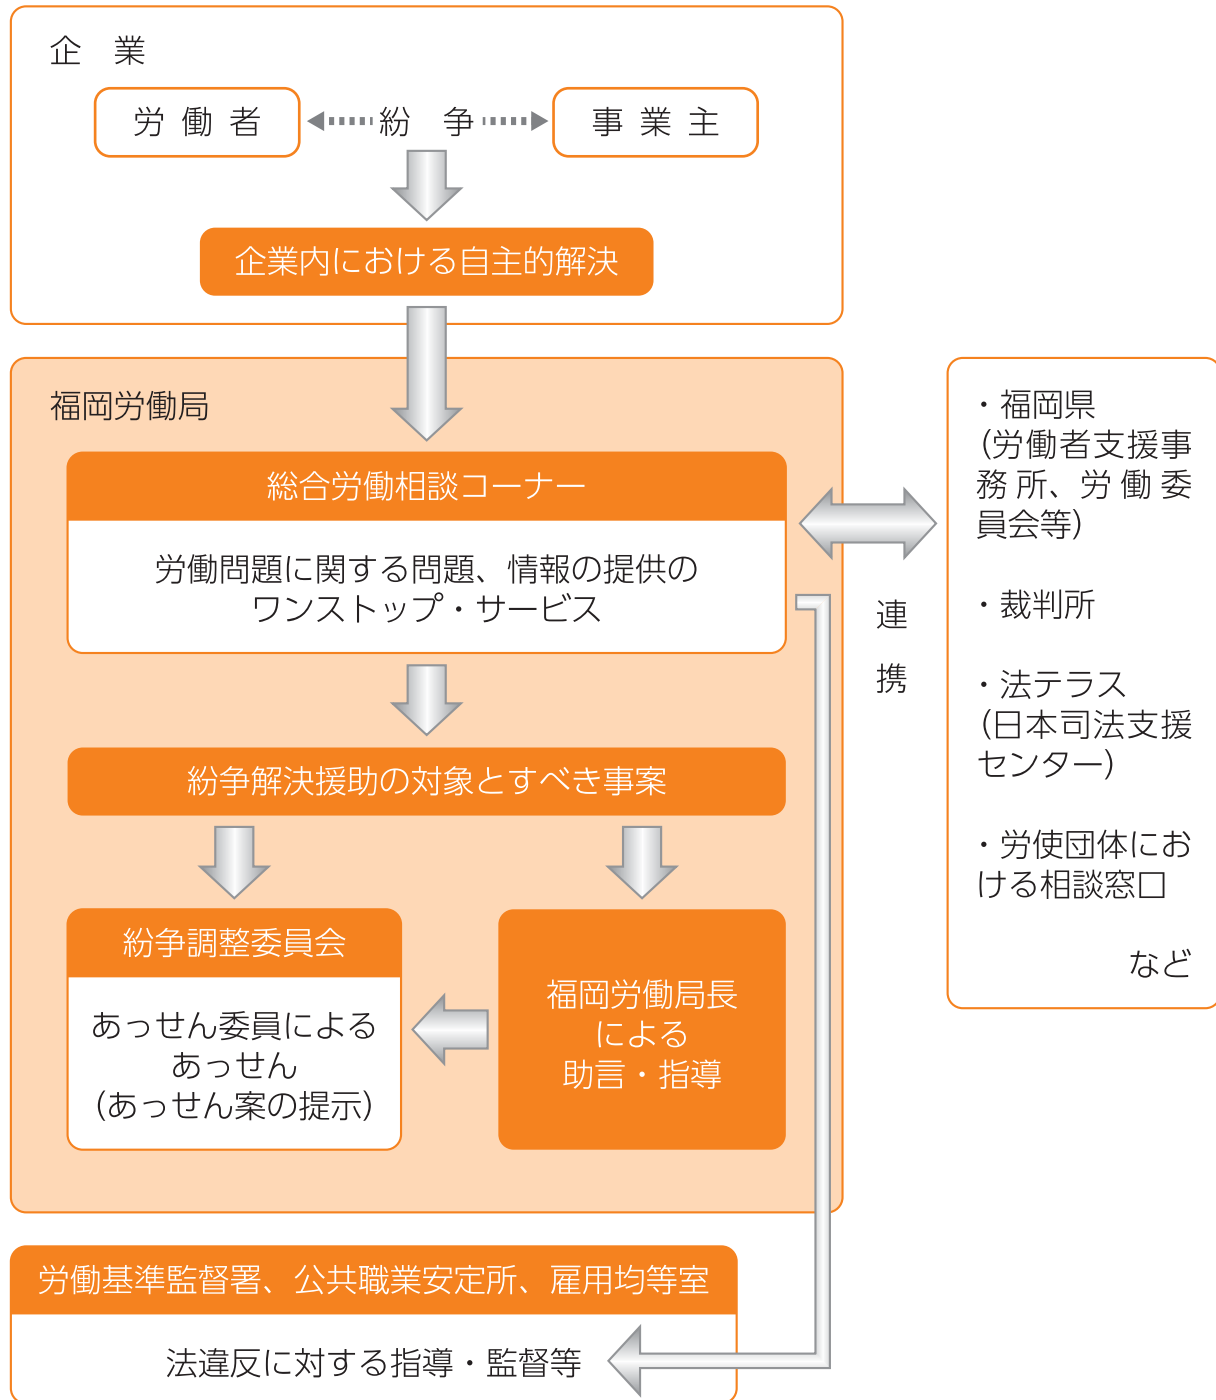 企　業
労 働 者
紛　争
事 業 主
企業内における自主的解決
福岡労働局
総合労働相談コーナー
労働問題に関する問題、情報の提供の
ワンストップ・サービス
紛争解決援助の対象とすべき事案
紛争調整委員会
あっせん委員による
あっせん
（あっせん案の提示）
福岡労働局長
による
助言・指導
連
携
・福岡県
（労働者支援事
務所、労働委
員会等）
・裁判所
・法テラス
（日本司法支援
センター）
・労使団体にお
ける相談窓口
など
労働基準監督署、公共職業安定所、雇用均等室
法違反に対する指導・監督等